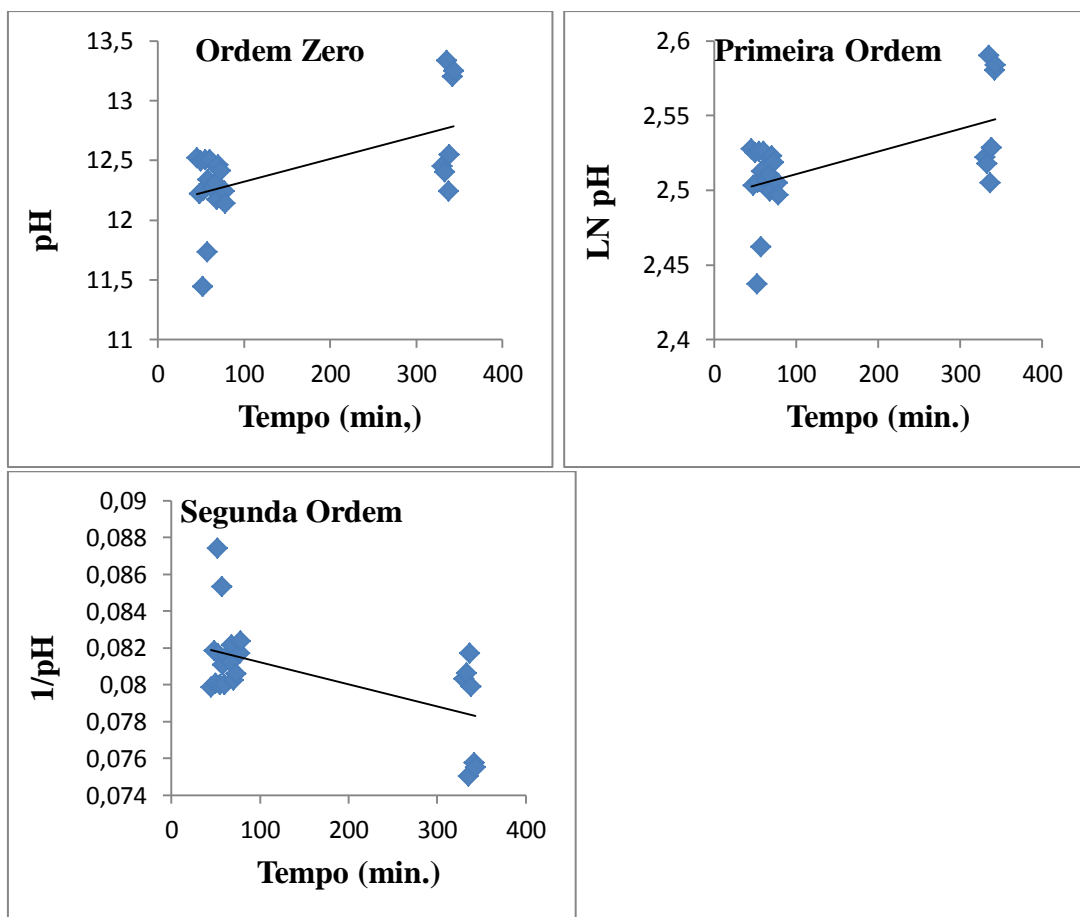 Ordem Zero
13,5
13
12,5
12
11,5
11
pH
0 100 200 300 400
Tempo (min,)
Primeira Ordem
2,6
2,55
2,5
2,45
2,4
LN pH
0 100 200 300 400
Tempo (min.)
Segunda Ordem
0,09
0,088
0,086
0,084
0,082
0,08
0,078
0,076
0,074
1/pH
0 100 200 300 400
Tempo (min.)